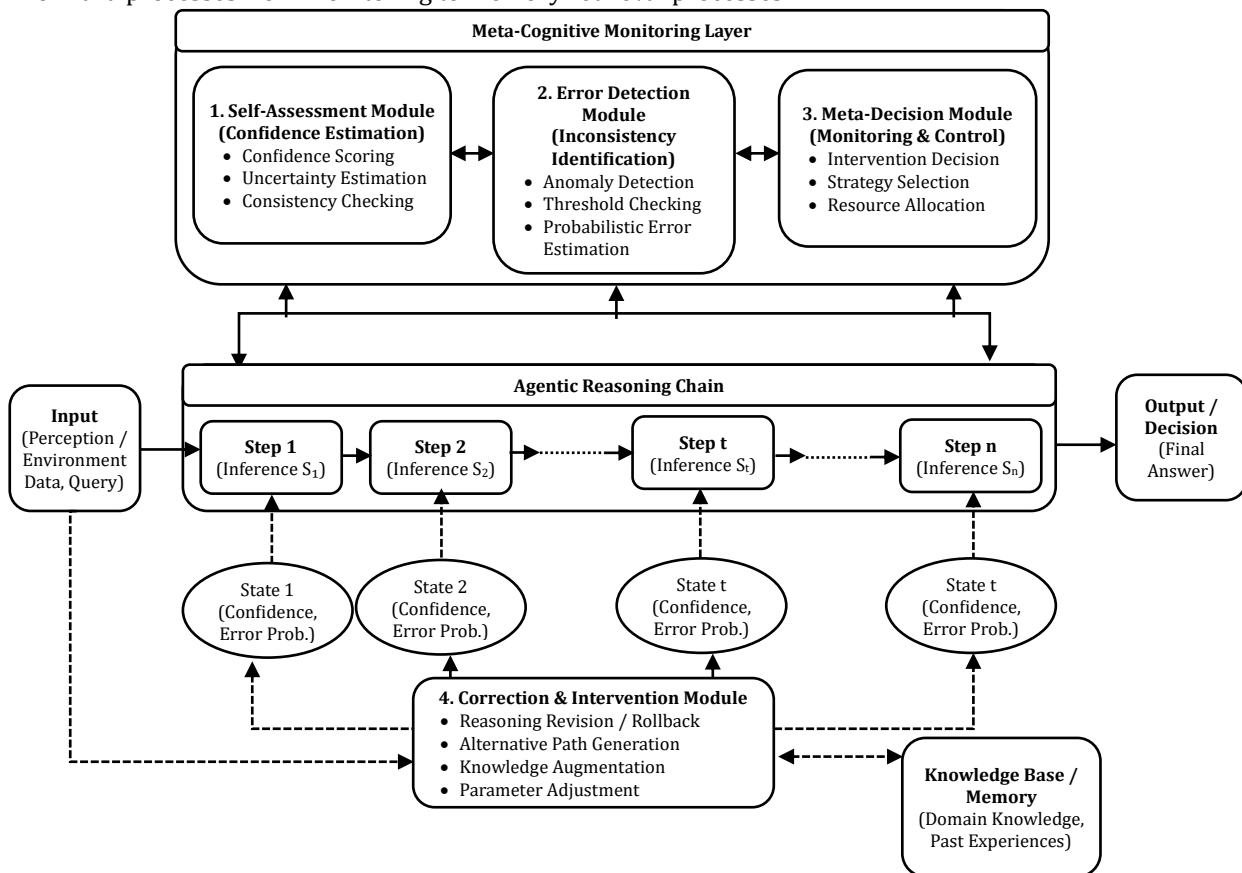 Meta-Cognitive Monitoring Layer
1. Self-Assessment Module
(Confidence Estimation)
• Confidence Scoring
• Uncertainty Estimation
• Consistency Checking
2. Error Detection
Module
(Inconsistency
Identification)
• Anomaly Detection
• Threshold Checking
• Probabilistic Error
Estimation
3. Meta-Decision Module
(Monitoring & Control)
• Intervention Decision
• Strategy Selection
• Resource Allocation
Agentic Reasoning Chain
Input
(Perception /
Environment
Data, Query)
Step 1
(Inference S₁)
Step 2
(Inference S₂)
Step t
(Inference Sₜ)
Step n
(Inference Sₙ)
Output /
Decision
(Final
Answer)
State 1
(Confidence,
Error Prob.)
State 2
(Confidence,
Error Prob.)
State t
(Confidence,
Error Prob.)
State t
(Confidence,
Error Prob.)
4. Correction & Intervention Module
• Reasoning Revision / Rollback
• Alternative Path Generation
• Knowledge Augmentation
• Parameter Adjustment
Knowledge Base /
Memory
(Domain Knowledge,
Past Experiences)